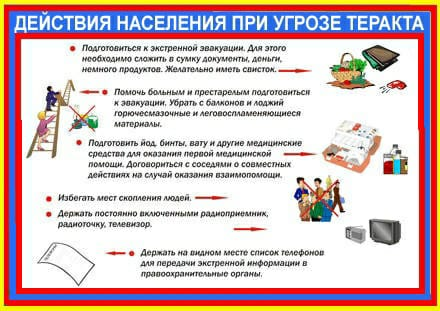 ДЕЙСТВИЯ НАСЕЛЕНИЯ ПРИ УГРОЗЕ ТЕРАКТА
Подготовиться к экстренной эвакуации. Для этого
необходимо сложить в сумку документы, деньги,
немного продуктов. Желательно иметь свисток.
Помочь больным и престарелым подготовиться
к эвакуации. Убрать с балконов и лоджий
горючесмазочные и легковоспламеняющиеся
материалы.
Подготовить йод, бинты, вату и другие медицинские
средства для оказания первой медицинской
помощи. Договориться с соседями о совместных
действиях на случай оказания взаимопомощи.
Избегать мест скопления людей.
Держать постоянно включенными радиоприемник,
радиоточку, телевизор.
Держать на видном месте список телефонов
для передачи экстренной информации в
правоохранительные органы.